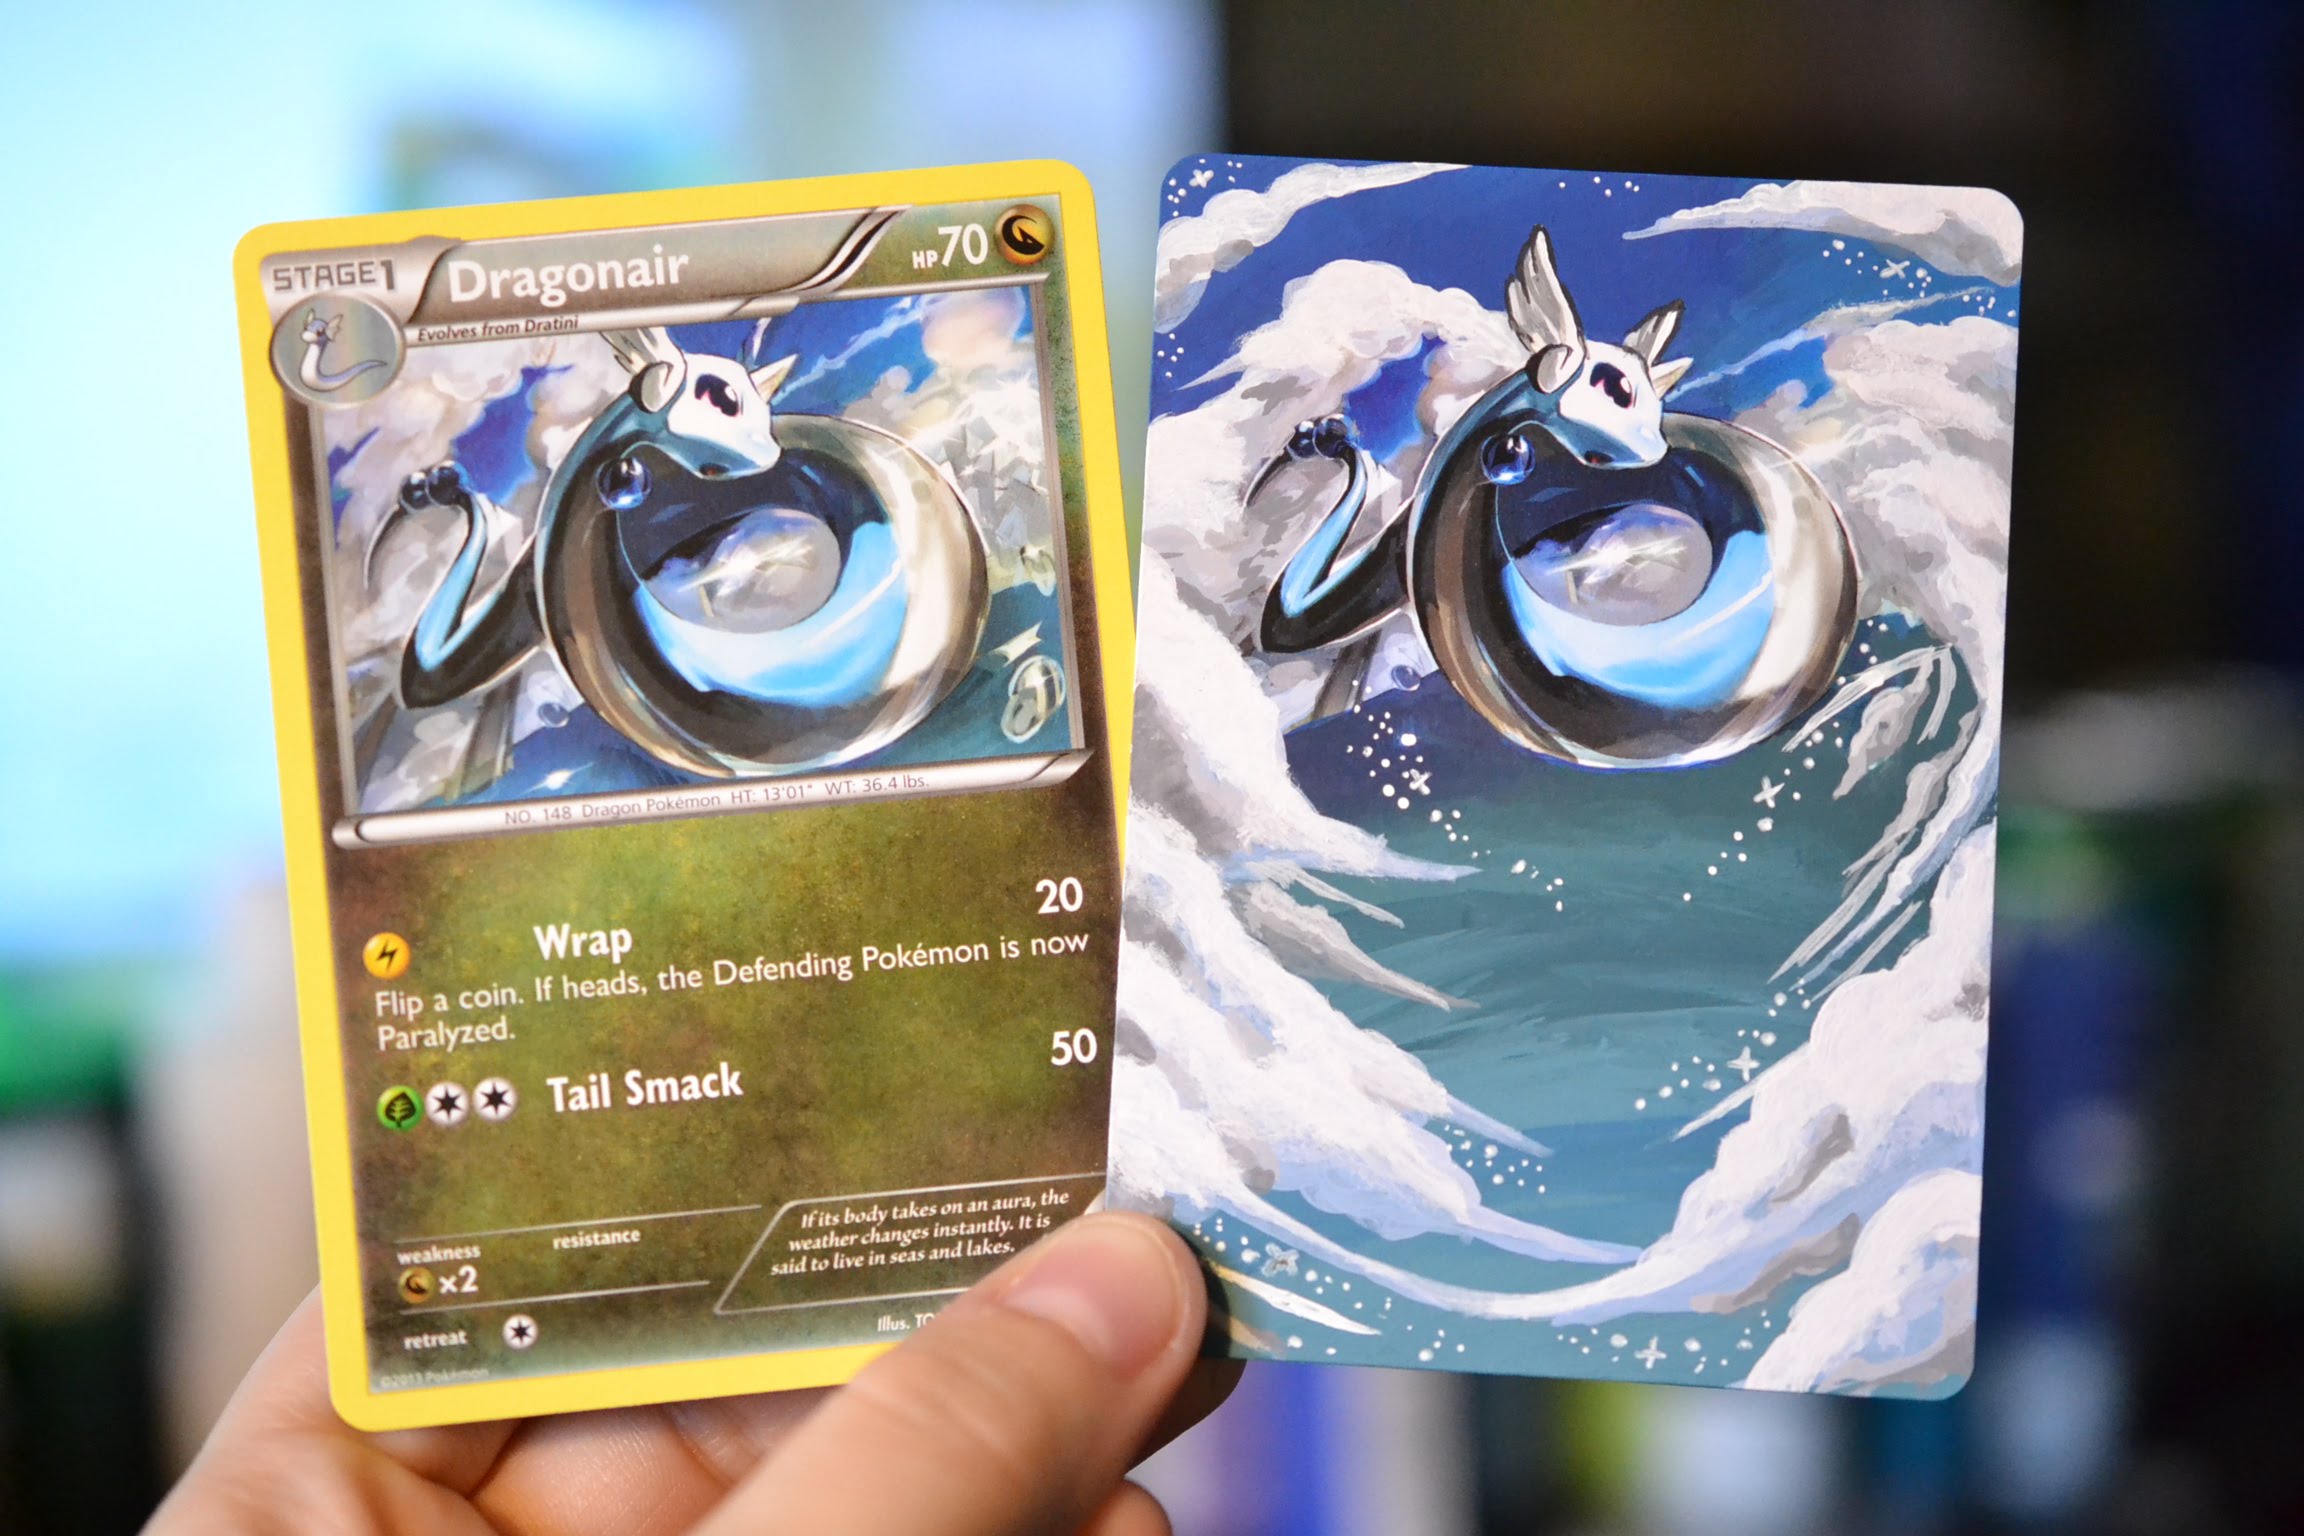 STAGE1
Dragonair
HP70
Evolves from Dratini
NO. 148 Dragon Pokémon HT: 13'01" WT: 36.4 lbs.
Wrap 20
Flip a coin. If heads, the Defending Pokémon is now
Paralyzed.
Tail Smack 50
weakness
×2
resistance
retreat
If its body takes on an aura, the
weather changes instantly. It is
said to live in seas and lakes.
Illus.
©2013 Pokémon